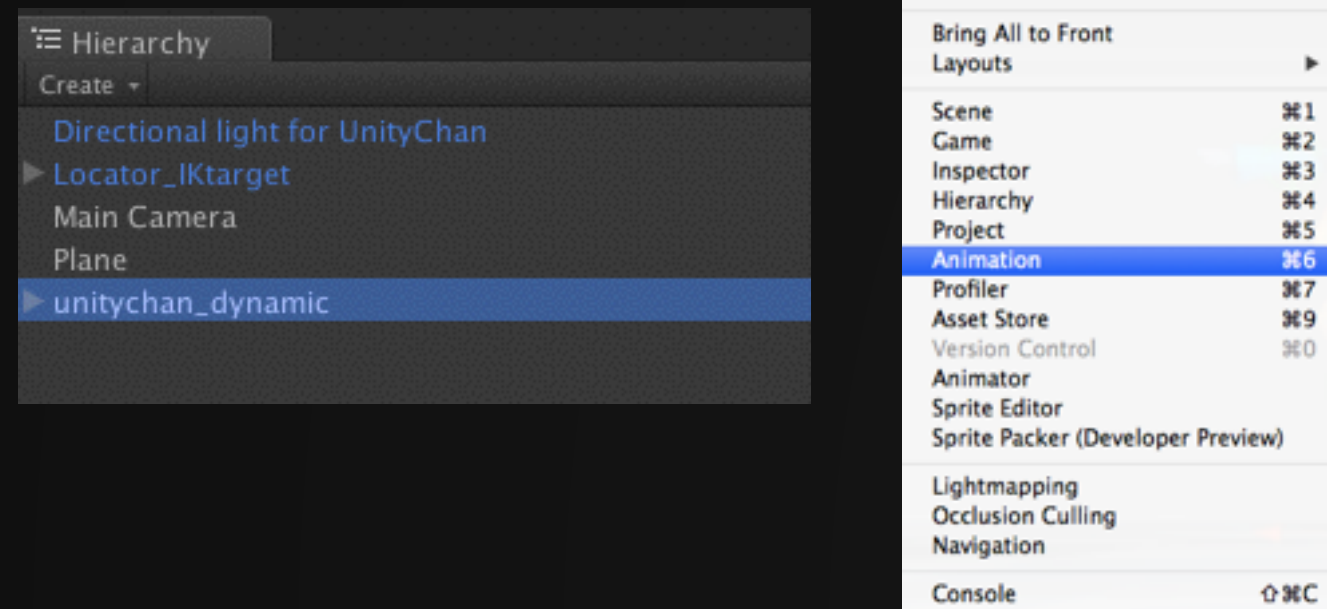 Hierarchy
Create
Directional light for UnityChan
Locator_IKtarget
Main Camera
Plane
unitychan_dynamic
Bring All to Front
Layouts
Scene ⌘1
Game ⌘2
Inspector ⌘3
Hierarchy ⌘4
Project ⌘5
Animation ⌘6
Profiler ⌘7
Asset Store ⌘9
Version Control ⌘0
Animator
Sprite Editor
Sprite Packer (Developer Preview)
Lightmapping
Occlusion Culling
Navigation
Console ⇧⌘C